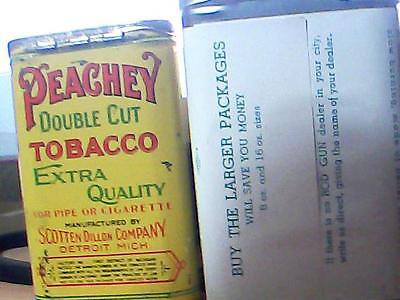 PEACHEY
DOUBLE CUT
TOBACCO
EXTRA
QUALITY
FOR PIPE OR CIGARETTE
MANUFACTURED BY
SCOTTEN DILLON COMPANY
DETROIT MICH
BUY THE LARGER PACKAGES
WILL SAVE YOU MONEY
8 oz. and 16 oz. sizes
If there is no ROD GUN dealer in your city,
write us direct, giving the name of your dealer.